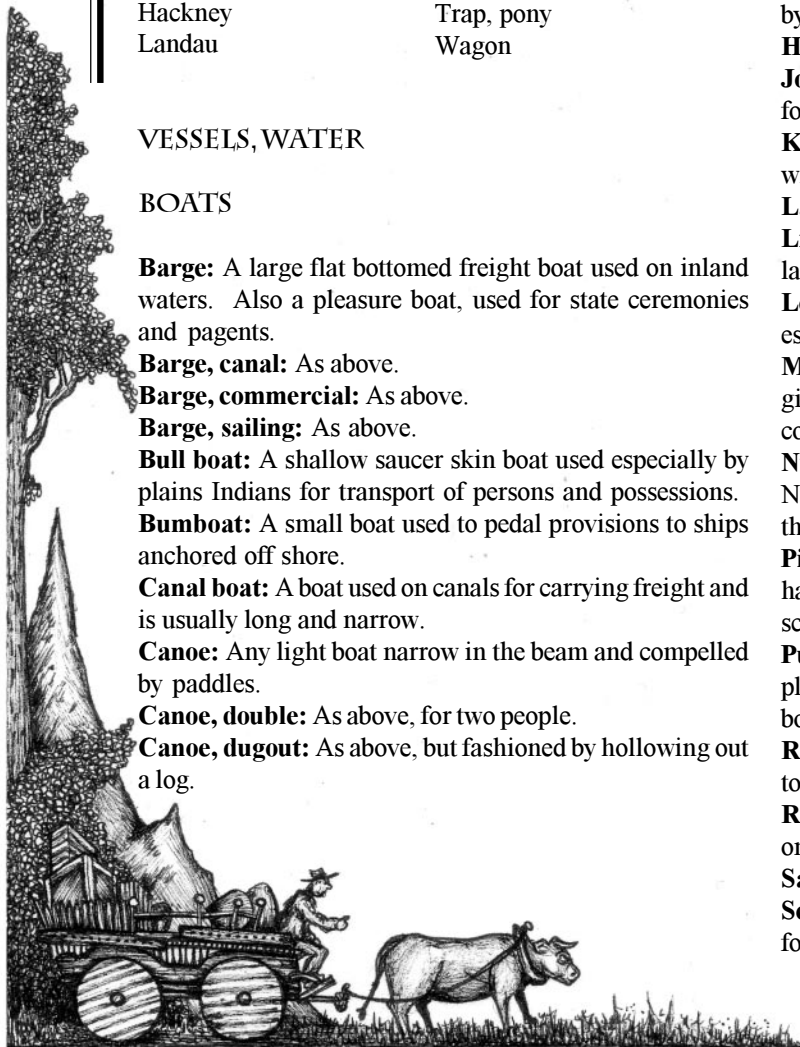 Hackney
Landau
Trap, pony
Wagon
VESSELS, WATER
BOATS
Barge: A large flat bottomed freight boat used on inland
waters. Also a pleasure boat, used for state ceremonies
and pagents.
Barge, canal: As above.
Barge, commercial: As above.
Barge, sailing: As above.
Bull boat: A shallow saucer skin boat used especially by
plains Indians for transport of persons and possessions.
Bumboat: A small boat used to pedal provisions to ships
anchored off shore.
Canal boat: A boat used on canals for carrying freight and
is usually long and narrow.
Canoe: Any light boat narrow in the beam and compelled
by paddles.
Canoe, double: As above, for two people.
Canoe, dugout: As above, but fashioned by hollowing out
a log.
by